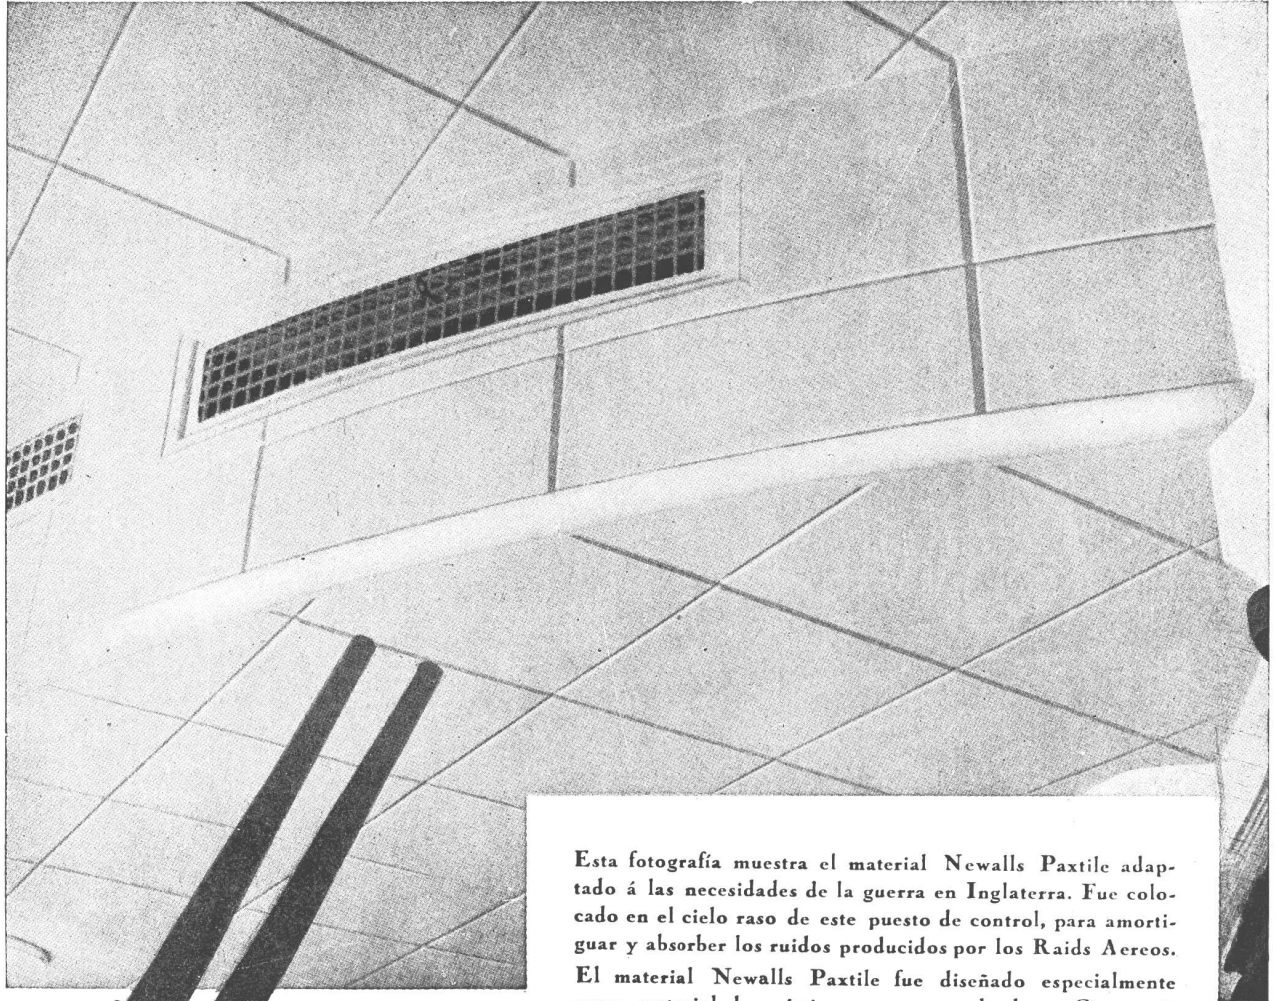 Esta fotografía muestra el material Newalls Paxtile adap-
tado á las necesidades de la guerra en Inglaterra. Fue colo-
cado en el cielo raso de este puesto de control, para amorti-
guar y absorber los ruidos producidos por los Raids Aereos.
El material Newalls Paxtile fue diseñado especialmente